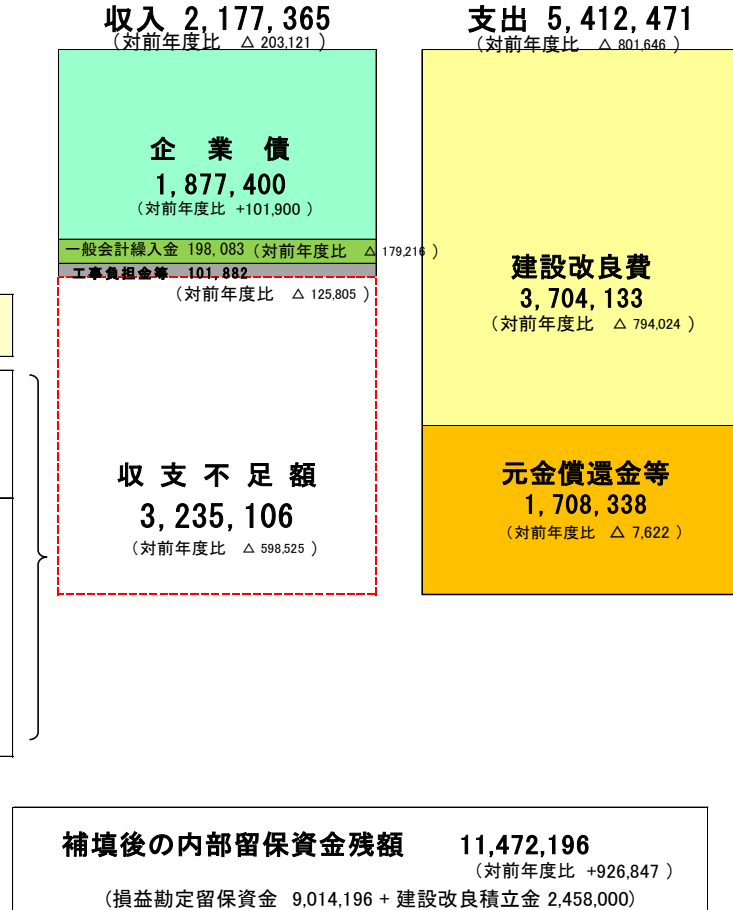 収入 2,177,365
（対前年度比 △ 203,121 ）
企業債
1,877,400
（対前年度比 +101,900 ）
一般会計繰入金 198,083（対前年度比 △ 179,216 ）
工事負担金等 101,882
（対前年度比 △ 125,805 ）
収支不足額
3,235,106
（対前年度比 △ 598,525 ）
支出 5,412,471
（対前年度比 △ 801,646 ）
建設改良費
3,704,133
（対前年度比 △ 794,024 ）
元金償還金等
1,708,338
（対前年度比 △ 7,622 ）
補填後の内部留保資金残額 11,472,196
（対前年度比 +926,847 ）
（損益勘定留保資金 9,014,196 + 建設改良積立金 2,458,000）